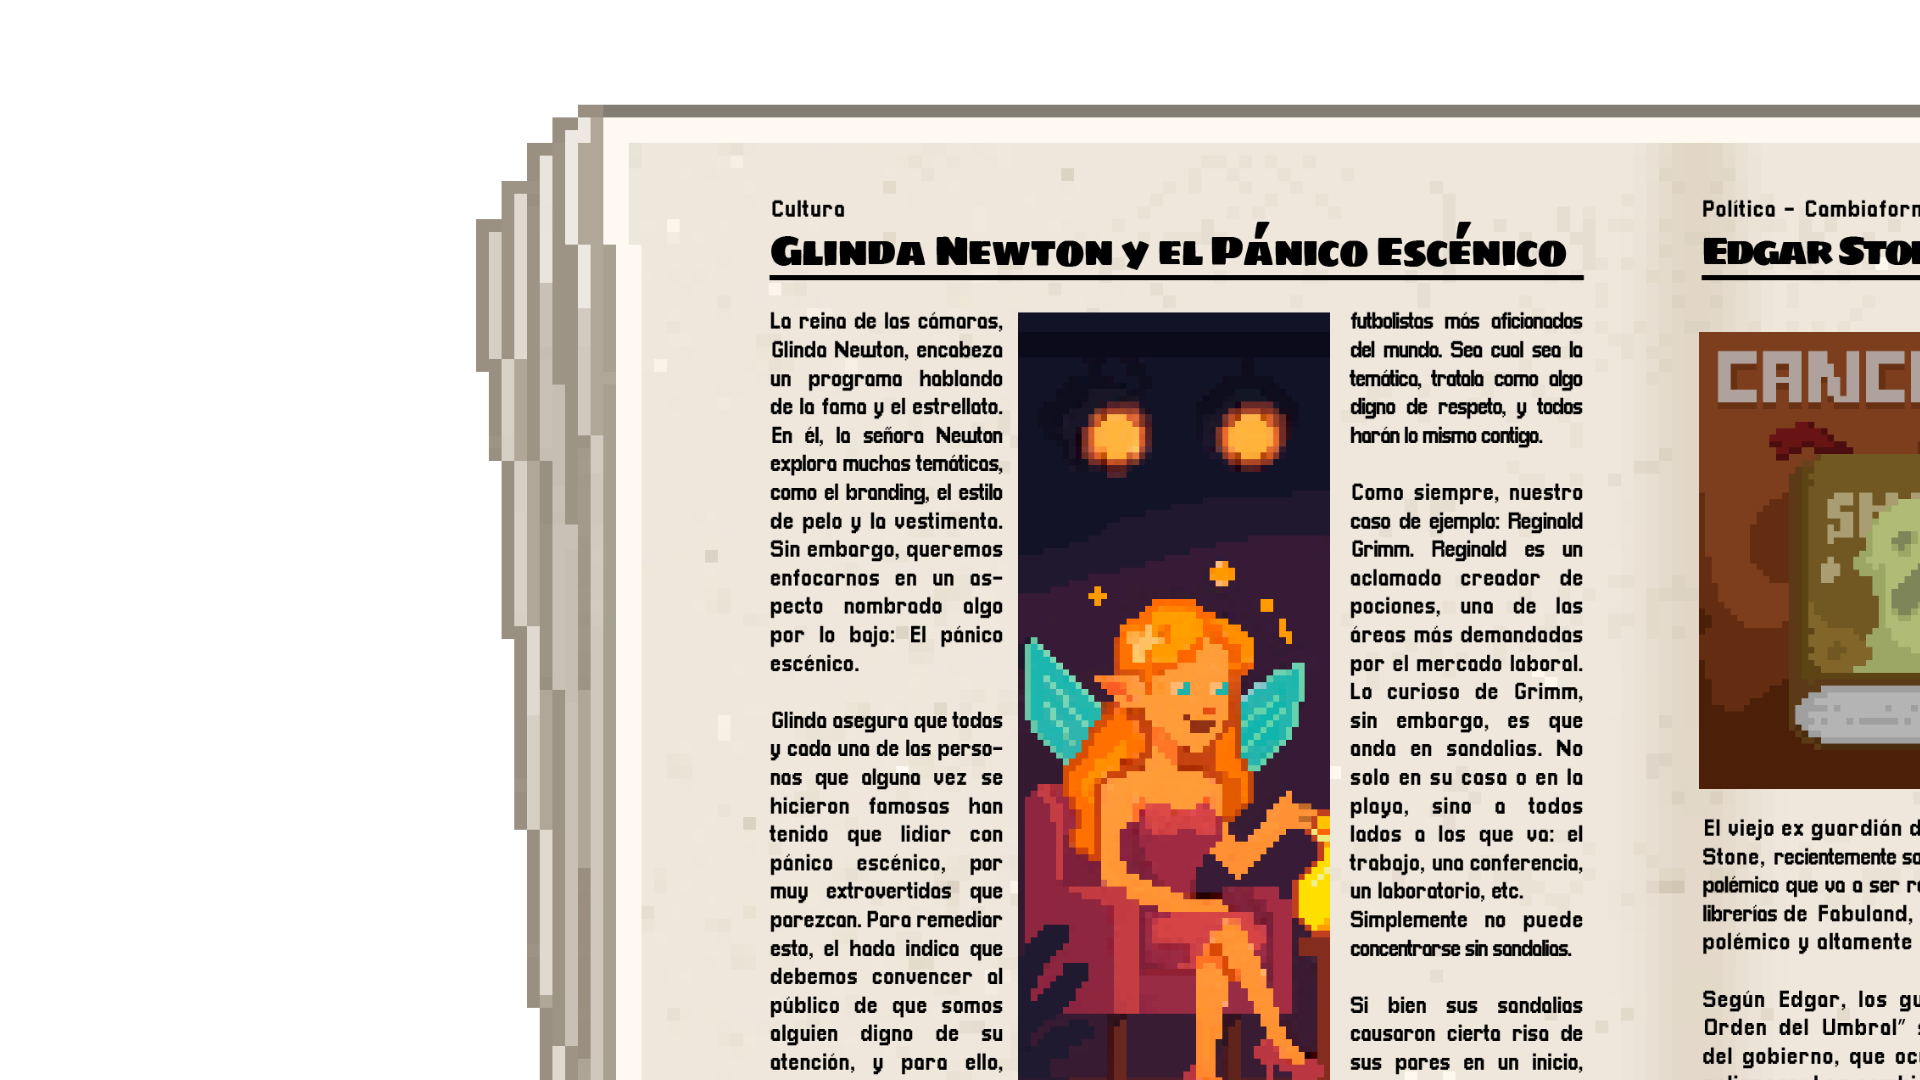 Cultura
Glinda Newton y el Pánico Escénico
La reina de las cámaras,
Glinda Newton, encabeza
un programa hablando
de la fama y el estrellato.
En él, la señora Newton
explora muchas temáticas,
como el branding, el estilo
de pelo y la vestimenta.
Sin embargo, queremos
enfocarnos en un as-
pecto nombrado algo
por lo bajo: El pánico
escénico.
Glinda asegura que todas
y cada una de las perso-
nas que alguna vez se
hicieron famosas han
tenido que lidiar con
pánico escénico, por
muy extrovertidas que
parezcan. Para remediar
esto, el hada indica que
debemos convencer al
público de que somos
alguien digno de su
atención, y para ello,
futbolistas más aficionados
del mundo. Sea cual sea la
temática, tratala como algo
digno de respeto, y todos
harán lo mismo contigo.
Como siempre, nuestro
caso de ejemplo: Reginald
Grimm. Reginald es un
aclamado creador de
pociones, una de las
áreas más demandadas
por el mercado laboral.
Lo curioso de Grimm,
sin embargo, es que
anda en sandalias. No
solo en su casa o en la
playa, sino a todos
lados a los que va: el
trabajo, una conferencia,
un laboratorio, etc.
Simplemente no puede
concentrarse sin sandalias.
Si bien sus sandalias
causaron cierta risa de
sus pares en un inicio,
Política -
Edgar
El viejo ex guardián
Stone, recientemente
polémico que va a ser
librerías de Fabuland,
polémico y altamente
Según Edgar, los
Orden del Umbral"
del gobierno, que